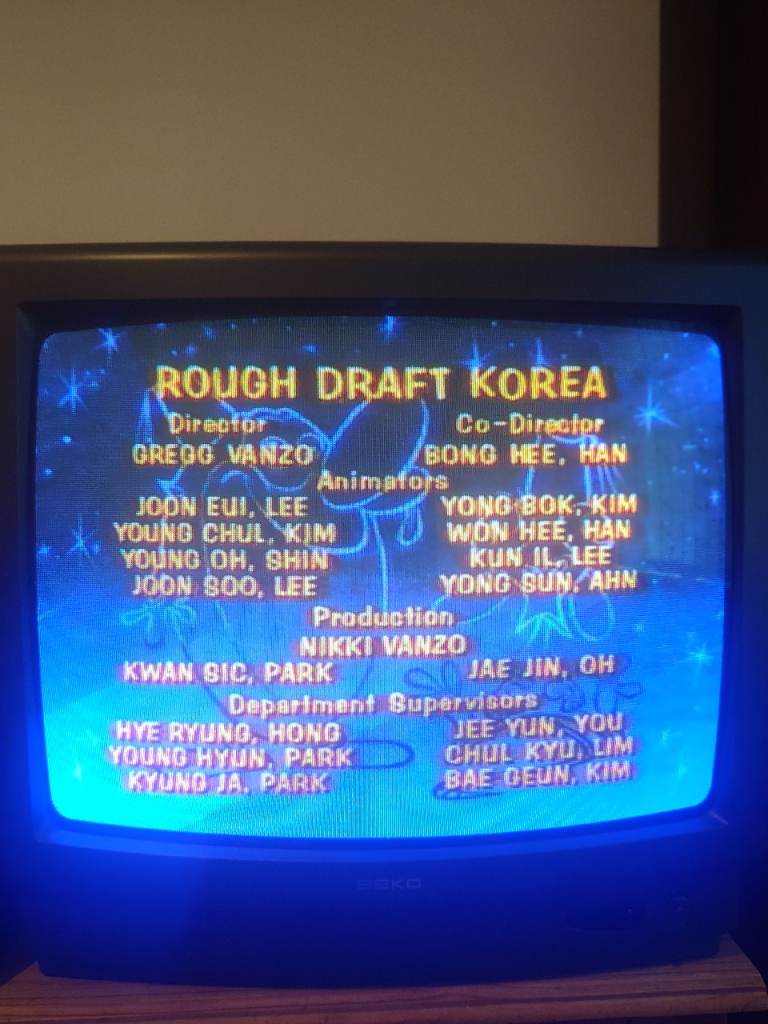 ROUGH DRAFT KOREA
Director Co-Director
GREGG VANZO BONG HEE, HAN
Animators
JOON EUI, LEE YONG BOK, KIM
YOUNG CHUL, KIM WON HEE, HAN
YOUNG OH, SHIN KUN IL, LEE
JOON SOO, LEE YONG SUN, AHN
Production
NIKKI VANZO
KWAN SIC, PARK JAE JIN, OH
Department Supervisors
HYE RYUNG, HONG JEE YUN, YOU
YOUNG HYUN, PARK CHUL KYU, LIM
KYUNG JA, PARK BAE GEUN, KIM
BEKO